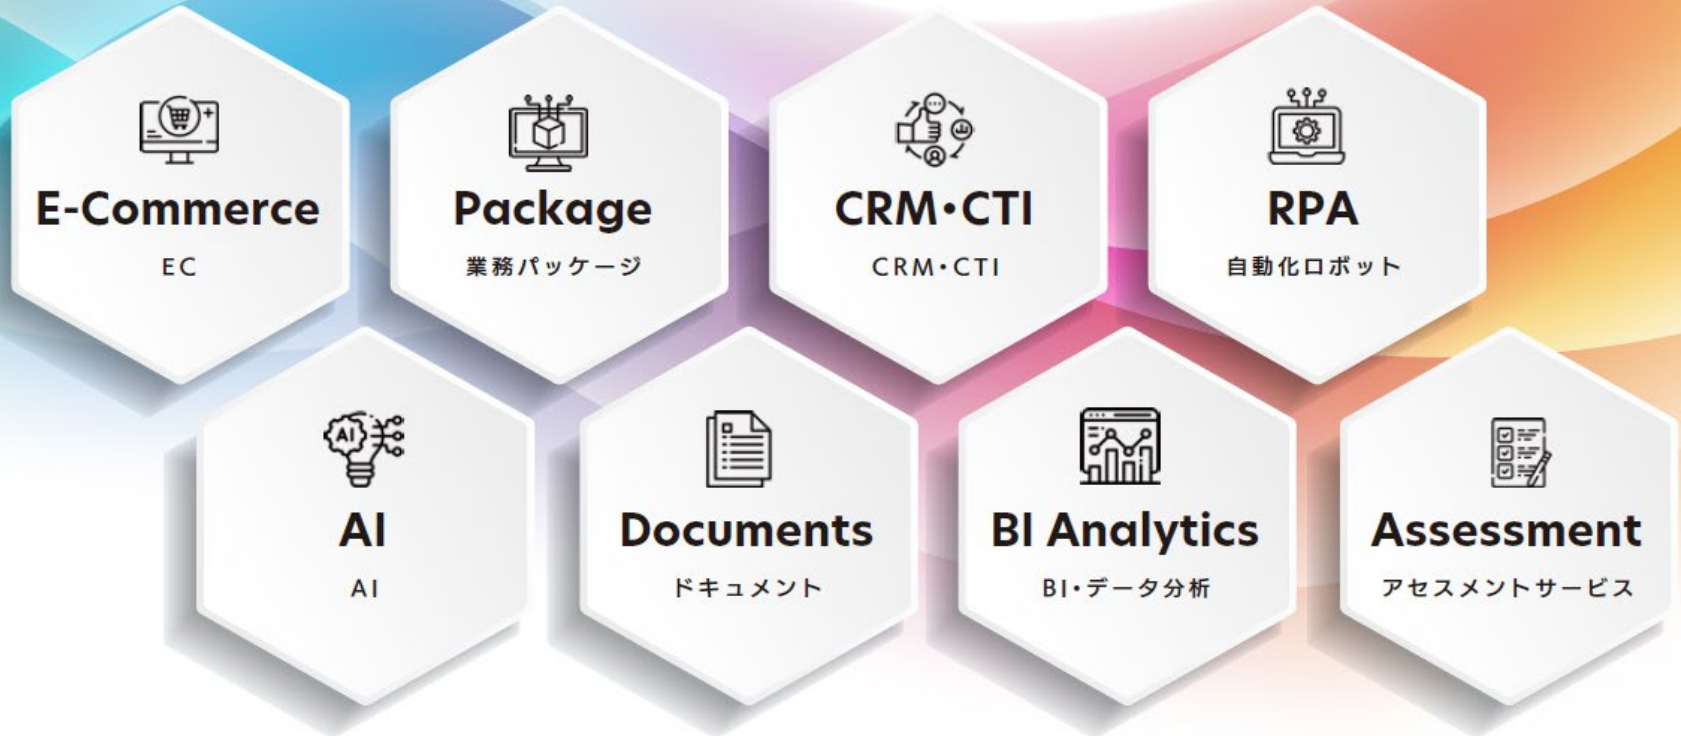 E-Commerce
EC
Package
業務パッケージ
CRM・CTI
CRM・CTI
RPA
自動化ロボット
AI
AI
AI
Documents
ドキュメント
BI Analytics
BI・データ分析
Assessment
アセスメントサービス